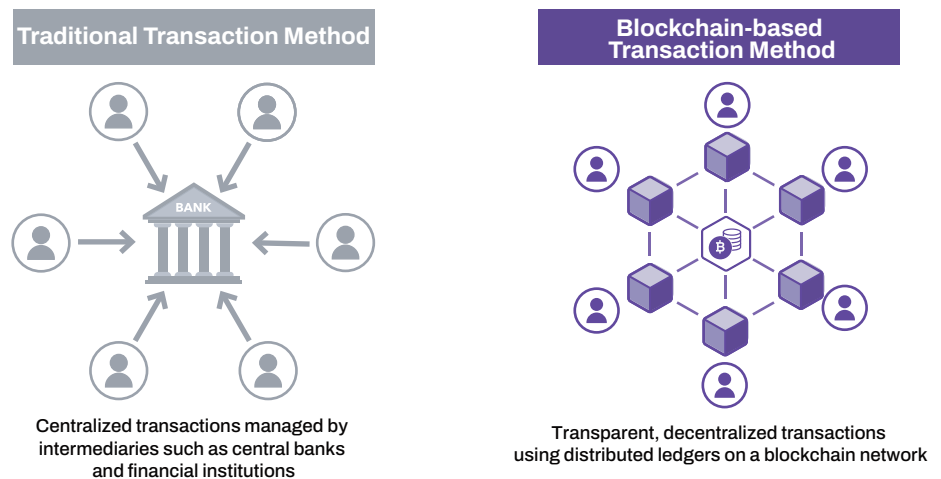 Traditional Transaction Method
Blockchain-based
Transaction Method
BANK
₿
Centralized transactions managed by
intermediaries such as central banks
and financial institutions
Transparent, decentralized transactions
using distributed ledgers on a blockchain network